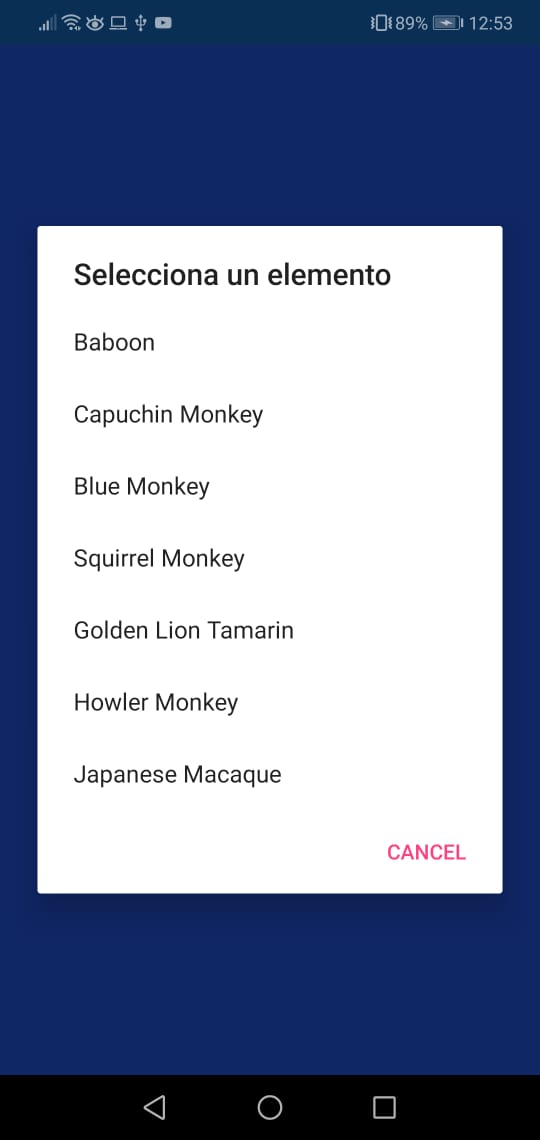 89% 12:53
Selecciona un elemento
Baboon
Capuchin Monkey
Blue Monkey
Squirrel Monkey
Golden Lion Tamarin
Howler Monkey
Japanese Macaque
CANCEL